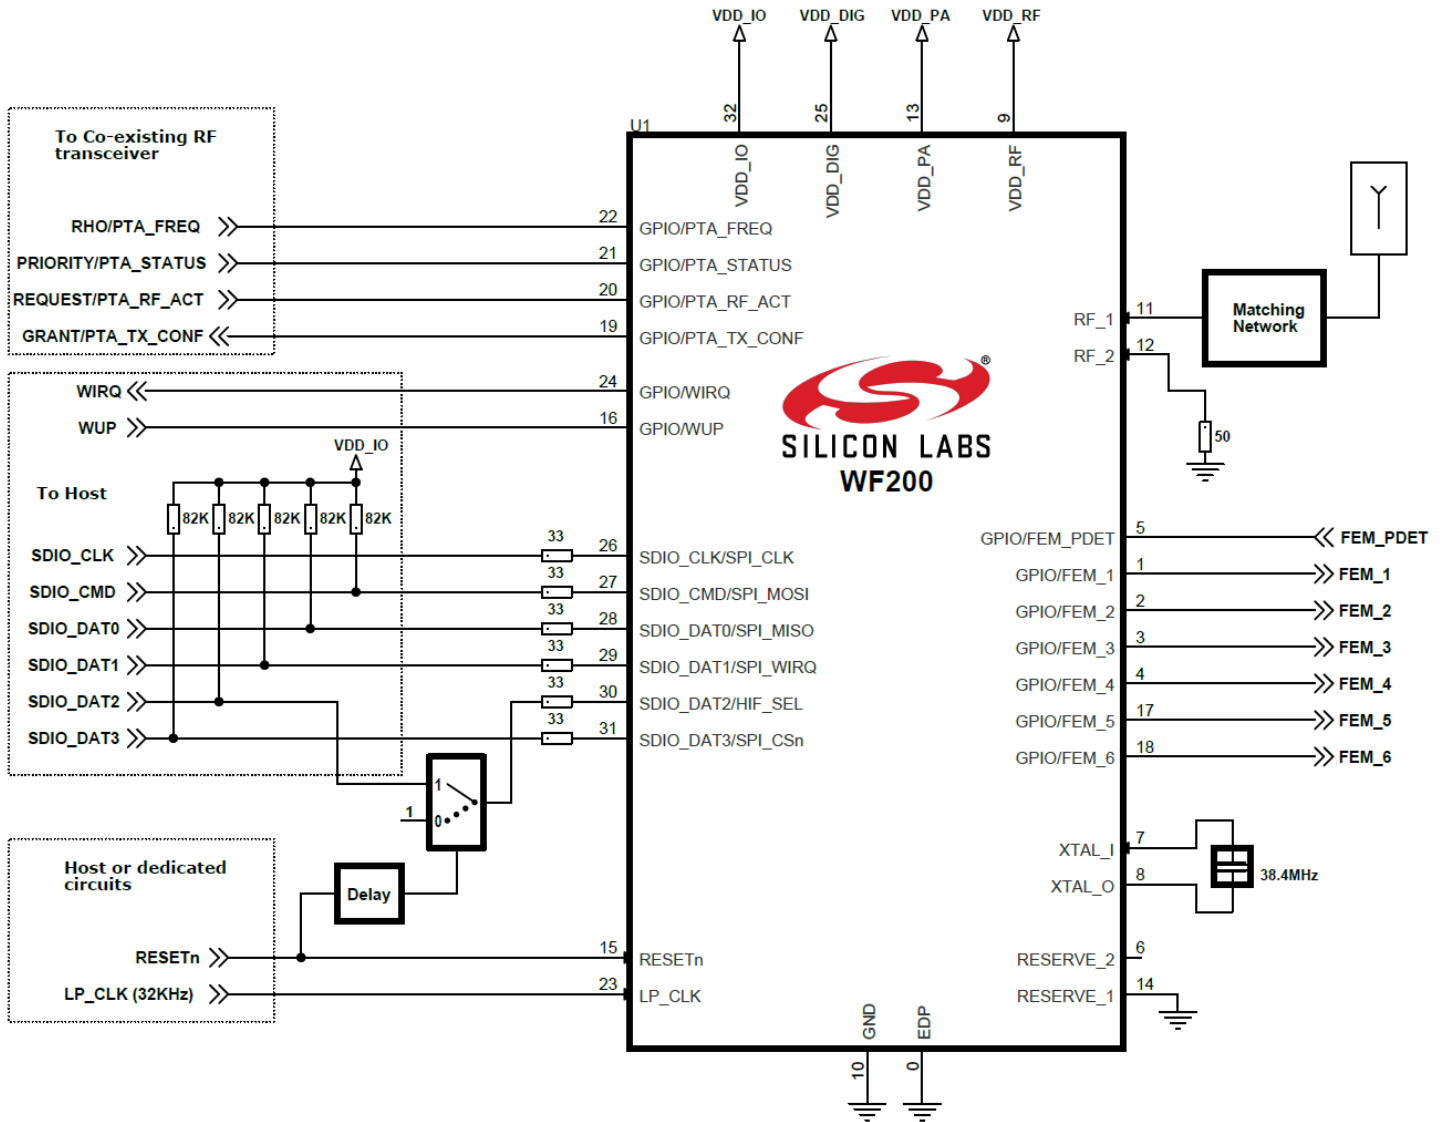 VDD_IO VDD_DIG VDD_PA VDD_RF
32 25 13 9
U1
VDD_IO VDD_DIG VDD_PA VDD_RF
To Co-existing RF
transceiver
RHO/PTA_FREQ 22 GPIO/PTA_FREQ
PRIORITY/PTA_STATUS 21 GPIO/PTA_STATUS
REQUEST/PTA_RF_ACT 20 GPIO/PTA_RF_ACT
GRANT/PTA_TX_CONF 19 GPIO/PTA_TX_CONF
WIRQ 24 GPIO/WIRQ
WUP 16 GPIO/WUP
VDD_IO
To Host
82K 82K 82K 82K 82K
SDIO_CLK 33 26 SDIO_CLK/SPI_CLK
SDIO_CMD 33 27 SDIO_CMD/SPI_MOSI
SDIO_DAT0 33 28 SDIO_DAT0/SPI_MISO
SDIO_DAT1 33 29 SDIO_DAT1/SPI_WIRQ
SDIO_DAT2 33 30 SDIO_DAT2/HIF_SEL
SDIO_DAT3 33 31 SDIO_DAT3/SPI_CSn
1
1 0
Host or dedicated
circuits
Delay
RESETn 15 RESETn
LP_CLK (32KHz) 23 LP_CLK
®
SILICON LABS
WF200
RF_1 11
Matching
Network
RF_2 12
50
GPIO/FEM_PDET 5 FEM_PDET
GPIO/FEM_1 1 FEM_1
GPIO/FEM_2 2 FEM_2
GPIO/FEM_3 3 FEM_3
GPIO/FEM_4 4 FEM_4
GPIO/FEM_5 17 FEM_5
GPIO/FEM_6 18 FEM_6
XTAL_I 7
38.4MHz
XTAL_O 8
RESERVE_2 6
RESERVE_1 14
GND EDP
10 0